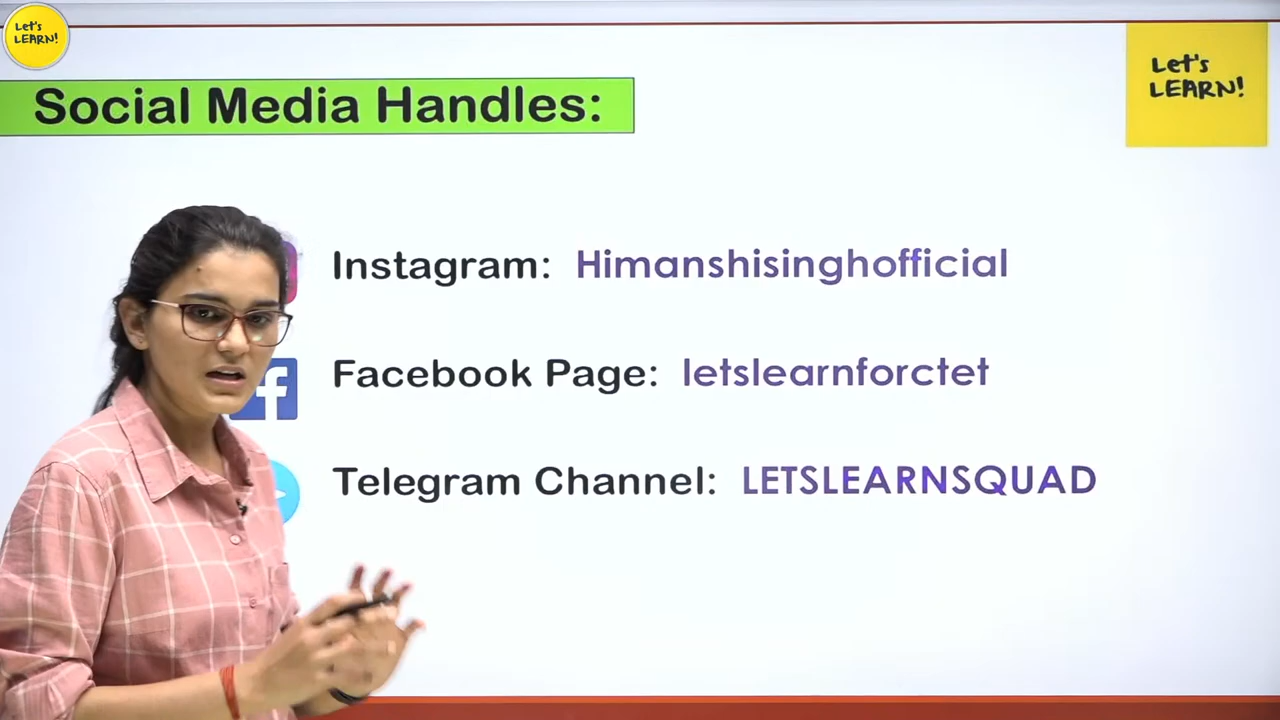 Let's
LEARN!
Let's
LEARN!
Social Media Handles:
Instagram: Himanshisinghofficial
Facebook Page: letslearnforctet
Telegram Channel: LETSLEARNSQUAD